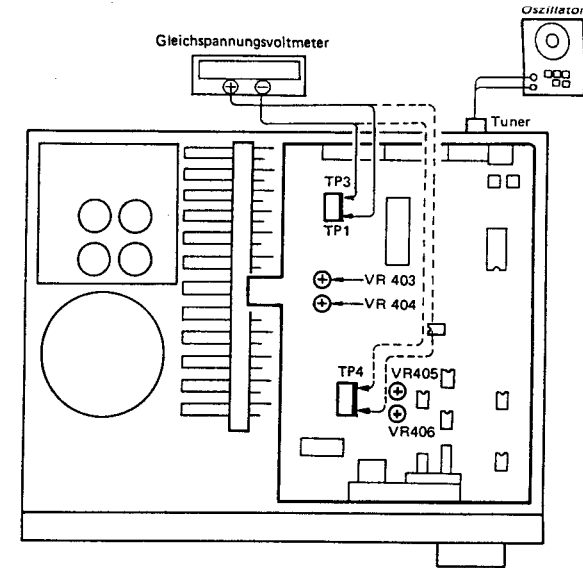 Oszillator
Gleichspannungsvoltmeter
Tuner
TP3
TP1
VR 403
VR 404
TP4
VR405
VR406